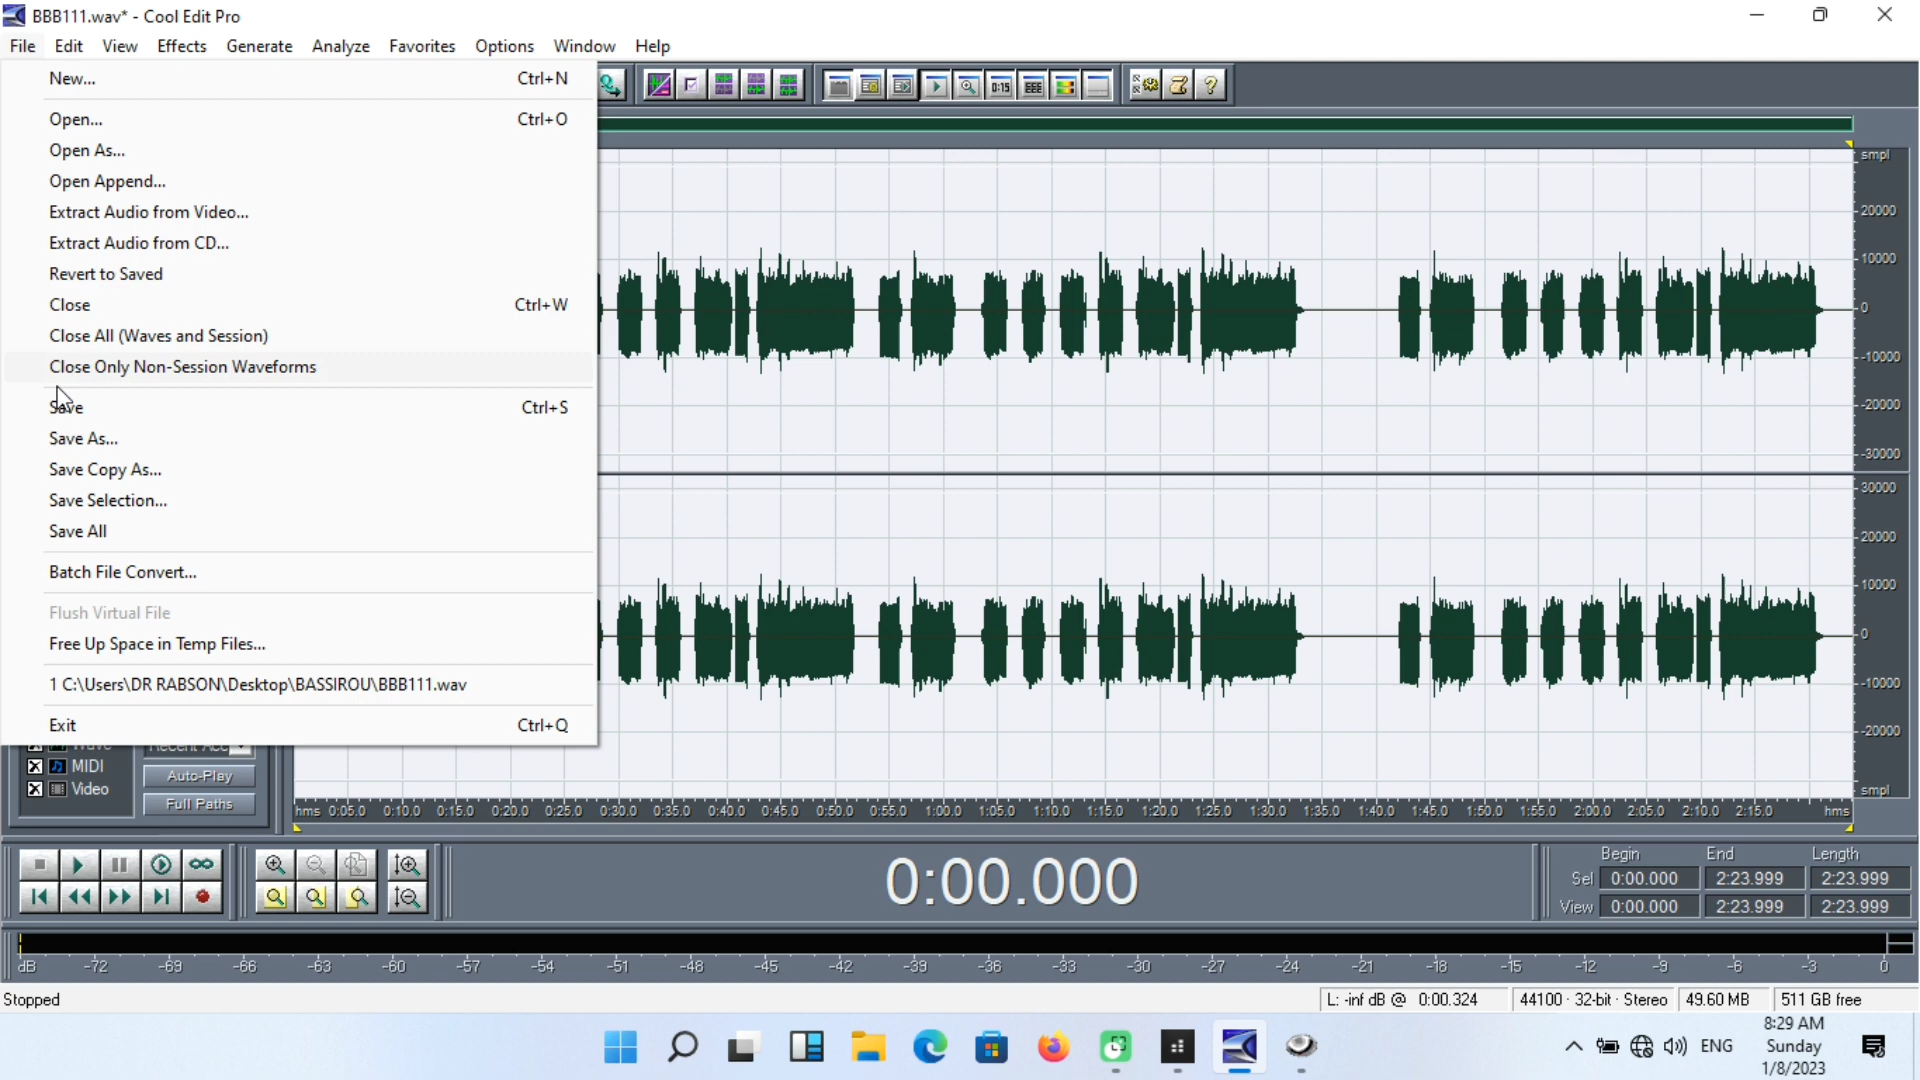 BBB111.wav* - Cool Edit Pro
File Edit View Effects Generate Analyze Favorites Options Window Help
New... Ctrl+N
Open... Ctrl+O
Open As...
Open Append...
Extract Audio from Video...
Extract Audio from CD...
Revert to Saved
Close Ctrl+W
Close All (Waves and Session)
Close Only Non-Session Waveforms
Save Ctrl+S
Save As...
Save Copy As...
Save Selection...
Save All
Batch File Convert...
Flush Virtual File
Free Up Space in Temp Files...
1 C:\Users\DR RABSON\Desktop\BASSIROU\BBB111.wav
Exit Ctrl+Q
0:15
smpl
20000
10000
0
-10000
-20000
-30000
30000
20000
10000
0
-10000
-20000
smpl
Wave
MIDI
Video
Recent Acc
Auto-Play
Full Paths
hms 0:05.0 0:10.0 0:15.0 0:20.0 0:25.0 0:30.0 0:35.0 0:40.0 0:45.0 0:50.0 0:55.0 1:00.0 1:05.0 1:10.0 1:15.0 1:20.0 1:25.0 1:30.0 1:35.0 1:40.0 1:45.0 1:50.0 1:55.0 2:00.0 2:05.0 2:10.0 2:15.0 hms
0:00.000
Begin End Length
Sel 0:00.000 2:23.999 2:23.999
View 0:00.000 2:23.999 2:23.999
dB -72 -69 -66 -63 -60 -57 -54 -51 -48 -45 -42 -39 -36 -33 -30 -27 -24 -21 -18 -15 -12 -9 -6 -3 0
Stopped
L: -inf dB @ 0:00.324 44100 · 32-bit · Stereo 49.60 MB 511 GB free
ENG
8:29 AM
Sunday
1/8/2023